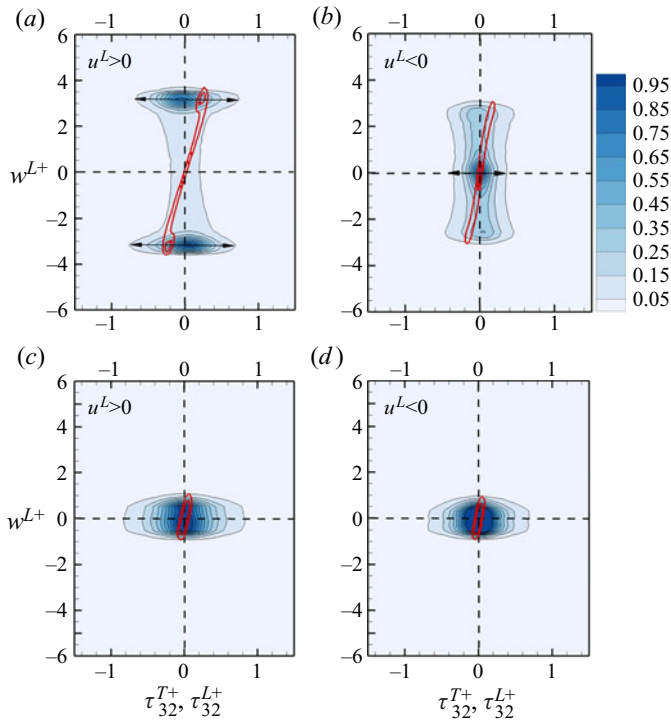 −1 0 1 −1 0 1
(a) (b)
6 6
u^L>0 u^L<0
4 4
0.95
2 2 0.85
0.75
w^{L+} 0 0 0.65
0.55
0.45
−2 −2 0.35
0.25
−4 −4 0.15
0.05
−6 −6
−1 0 1 −1 0 1
(c) −1 0 1 (d) −1 0 1
6 6
u^L>0 u^L<0
4 4
2 2
w^{L+} 0 0
−2 −2
−4 −4
−6 −6
−1 0 1 −1 0 1
τ_{32}^{T+}, τ_{32}^{L+} τ_{32}^{T+}, τ_{32}^{L+}